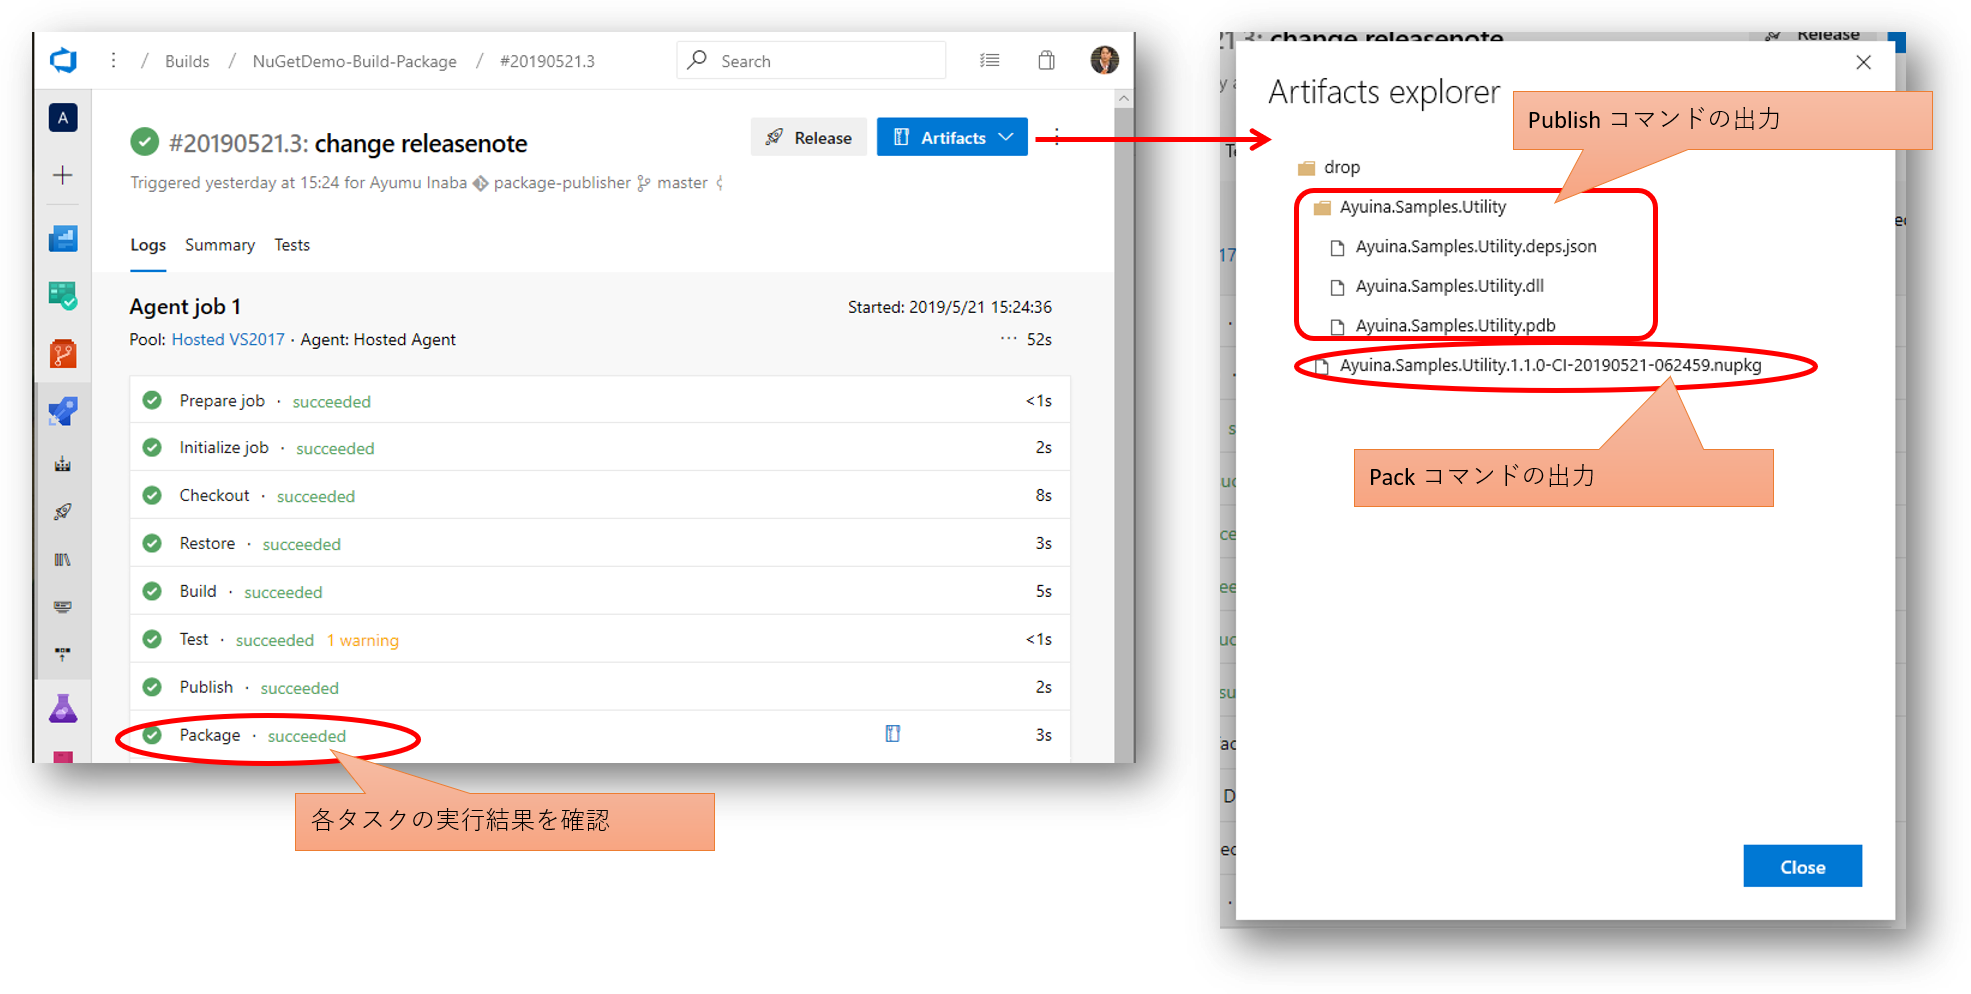 / Builds / NuGetDemo-Build-Package / #20190521.3
Search
A
#20190521.3: change releasenote
Release
Artifacts
Triggered yesterday at 15:24 for Ayumu Inaba package-publisher master
Logs Summary Tests
Agent job 1
Started: 2019/5/21 15:24:36
Pool: Hosted VS2017 · Agent: Hosted Agent
··· 52s
Prepare job · succeeded <1s
Initialize job · succeeded 2s
Checkout · succeeded 8s
Restore · succeeded 3s
Build · succeeded 5s
Test · succeeded 1 warning <1s
Publish · succeeded 2s
Package · succeeded 3s
各タスクの実行結果を確認
change releasenote
Release
Artifacts explorer
Publish コマンドの出力
drop
Ayuina.Samples.Utility
Ayuina.Samples.Utility.deps.json
Ayuina.Samples.Utility.dll
Ayuina.Samples.Utility.pdb
Ayuina.Samples.Utility.1.1.0-CI-20190521-062459.nupkg
Pack コマンドの出力
Close